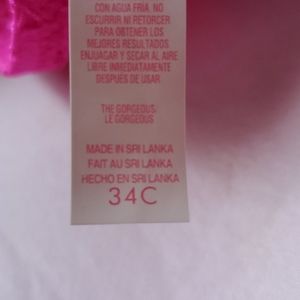 CON AGUA FRIA. NO
ESCURRIR NI RETORCER
PARA OBTENER LOS
MEJORES RESULTADOS
ENJUAGAR Y SECAR AL AIRE
LIBRE INMEDIATAMENTE
DESPUÉS DE USAR
THE GORGEOUS/
LE GORGEOUS
MADE IN SRI LANKA
FAIT AU SRI LANKA
HECHO EN SRI LANKA
34C